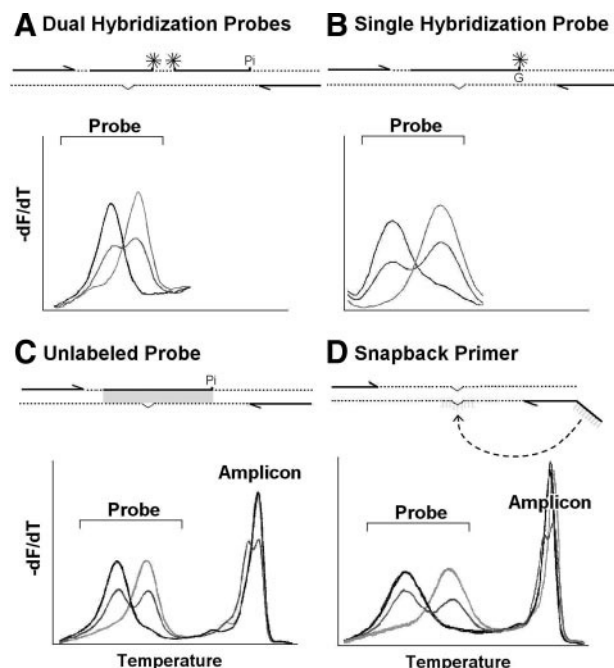 A Dual Hybridization Probes
Pi
Probe
-dF/dT
B Single Hybridization Probe
G
Probe
C Unlabeled Probe
Pi
Amplicon
Probe
-dF/dT
Temperature
D Snapback Primer
Amplicon
Probe
Temperature